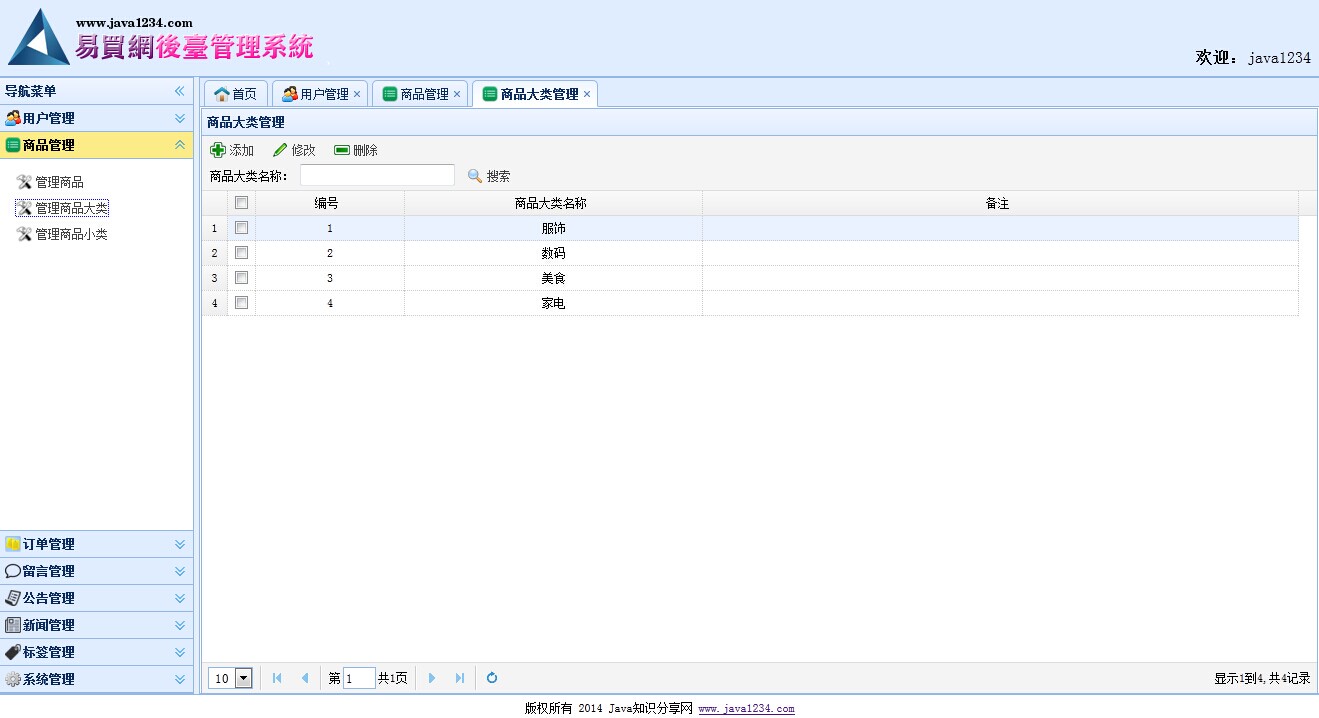 www.java1234.com
易買網後臺管理系統
欢迎： java1234
导航菜单
用户管理
商品管理
管理商品
管理商品大类
管理商品小类
订单管理
留言管理
公告管理
新闻管理
标签管理
系统管理
首页 用户管理 商品管理 商品大类管理
商品大类管理
添加 修改 删除
商品大类名称： 搜索
编号 商品大类名称 备注
1 1 服饰
2 2 数码
3 3 美食
4 4 家电
10 第 1 共1页 显示1到4,共4记录
版权所有 2014 Java知识分享网 www.java1234.com